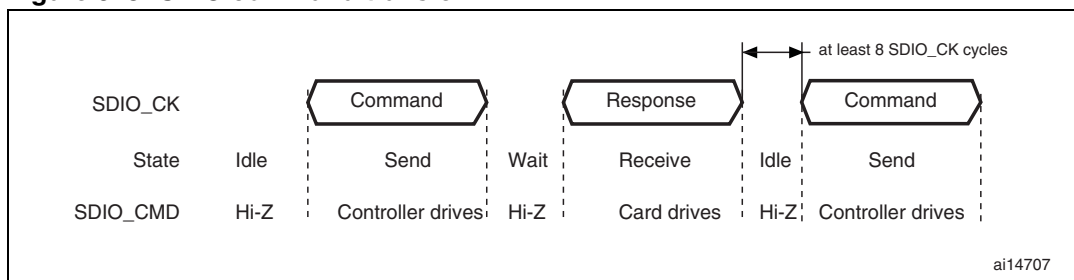 at least 8 SDIO_CK cycles
SDIO_CK Command Response Command
State Idle Send Wait Receive Idle Send
SDIO_CMD Hi-Z Controller drives Hi-Z Card drives Hi-Z Controller drives
ai14707